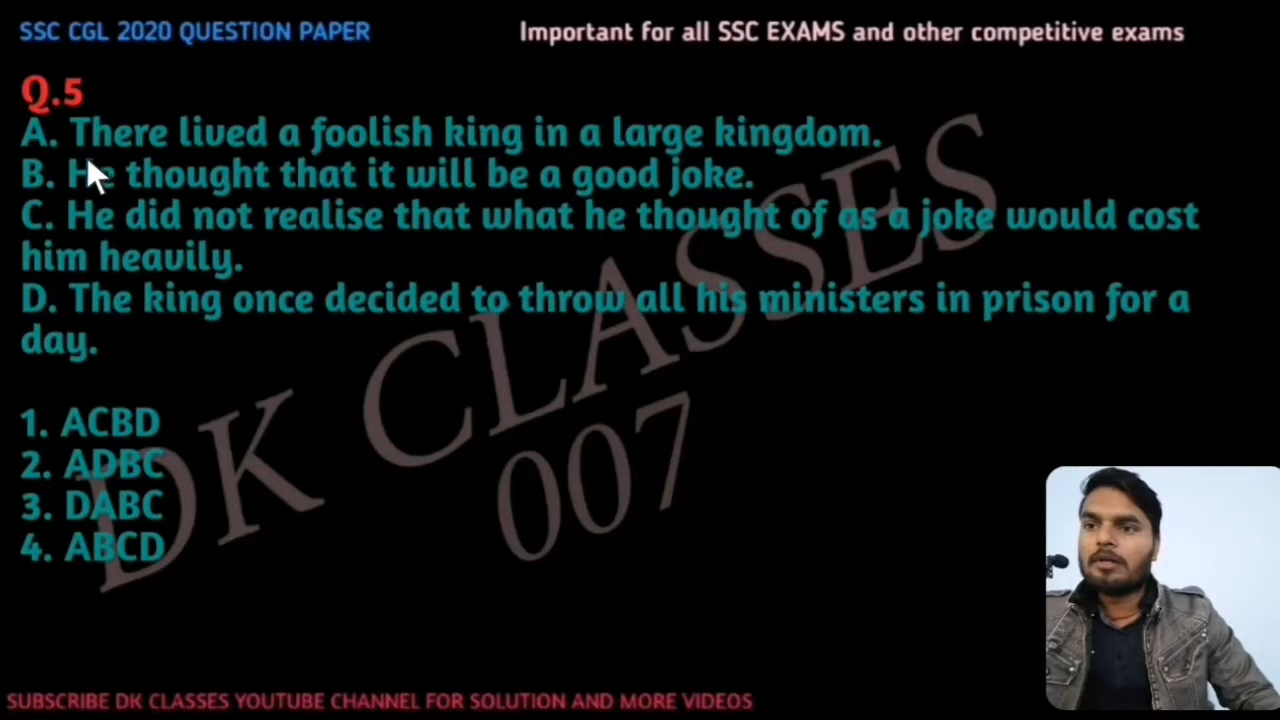 SSC CGL 2020 QUESTION PAPER
Important for all SSC EXAMS and other competitive exams
Q.5
A. There lived a foolish king in a large kingdom.
B. He thought that it will be a good joke.
C. He did not realise that what he thought of as a joke would cost
him heavily.
D. The king once decided to throw all his ministers in prison for a
day.
1. ACBD
2. ADBC
3. DABC
4. ABCD
DK CLASSES
007
SUBSCRIBE DK CLASSES YOUTUBE CHANNEL FOR SOLUTION AND MORE VIDEOS